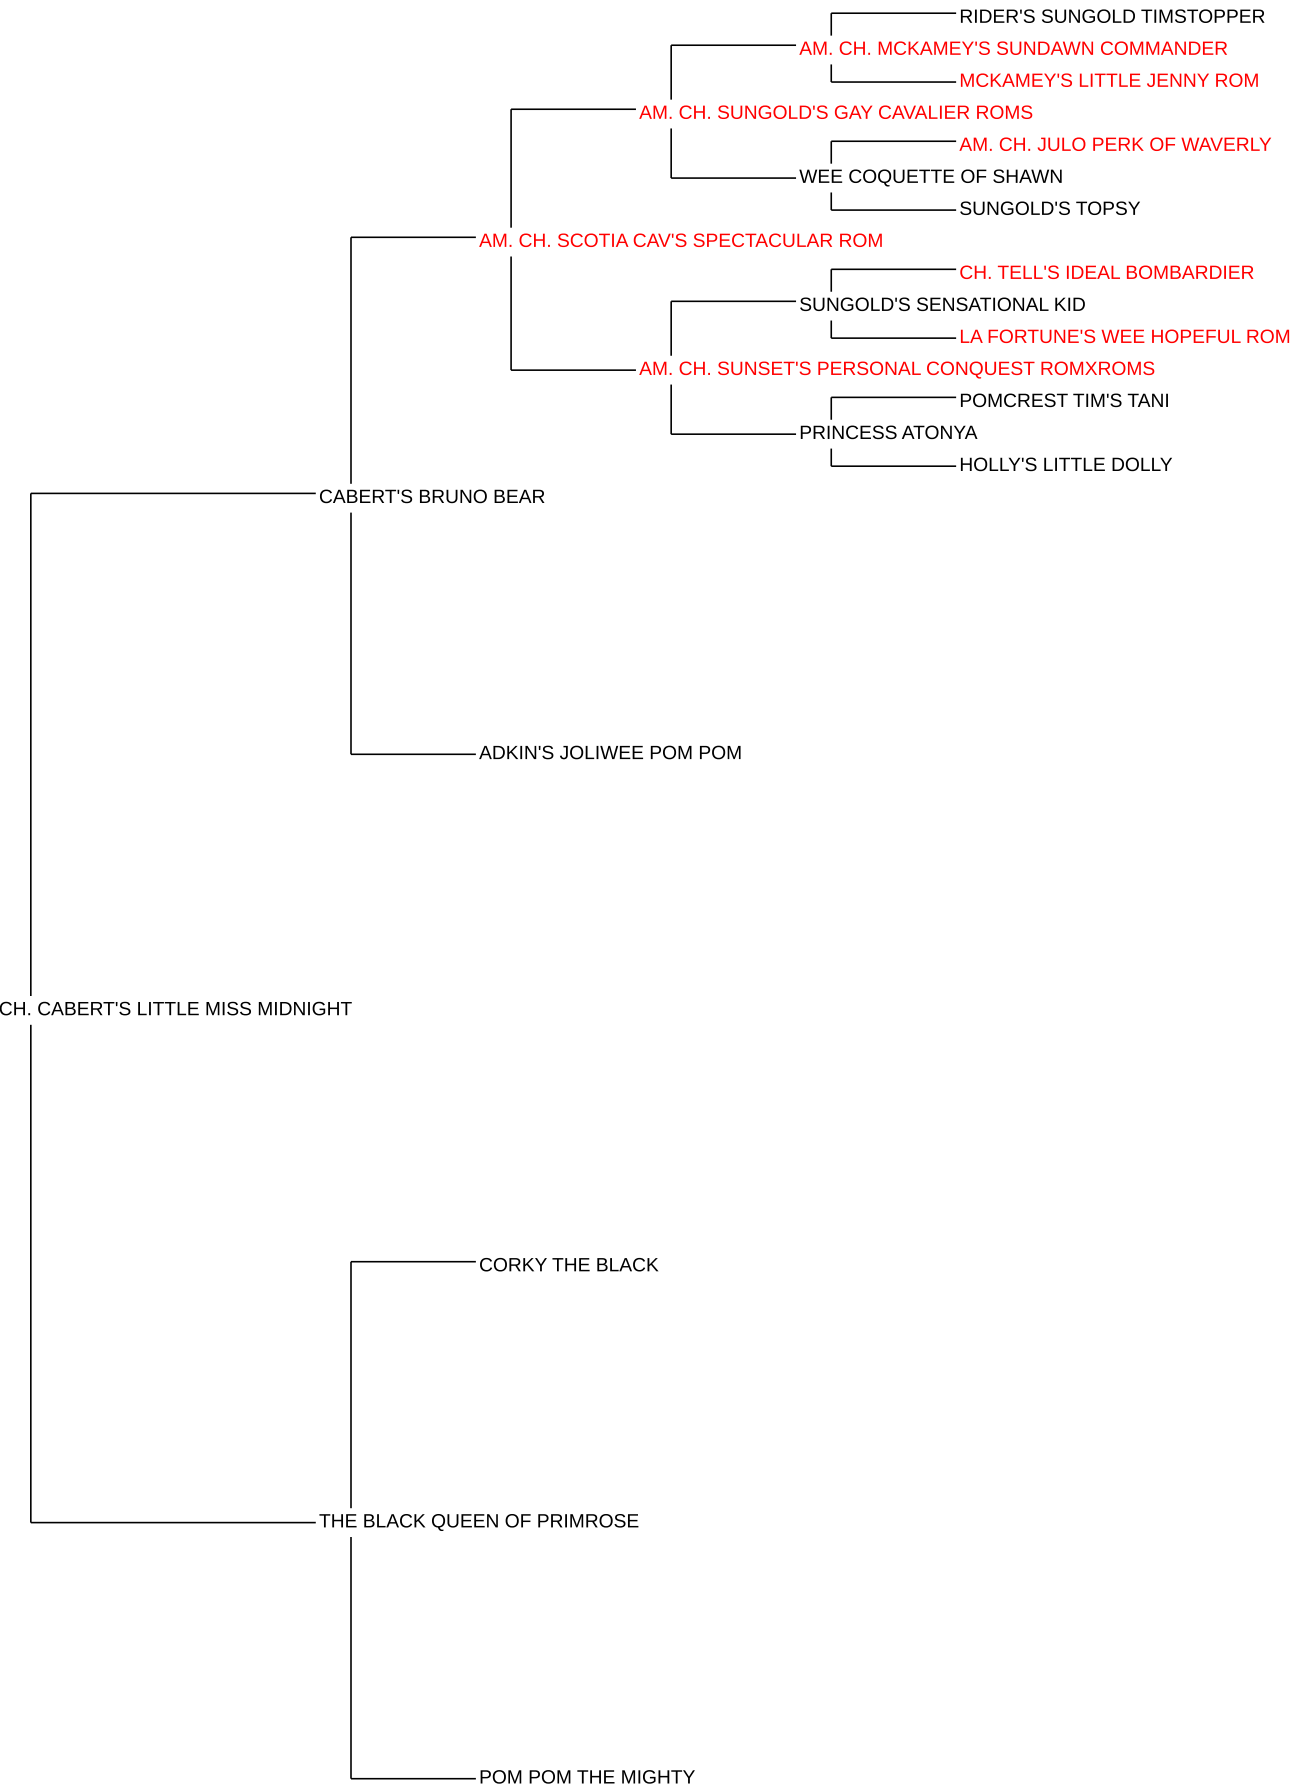 RIDER'S SUNGOLD TIMSTOPPER
AM. CH. MCKAMEY'S SUNDAWN COMMANDER
MCKAMEY'S LITTLE JENNY ROM
AM. CH. SUNGOLD'S GAY CAVALIER ROMS
AM. CH. JULO PERK OF WAVERLY
WEE COQUETTE OF SHAWN
SUNGOLD'S TOPSY
AM. CH. SCOTIA CAV'S SPECTACULAR ROM
CH. TELL'S IDEAL BOMBARDIER
SUNGOLD'S SENSATIONAL KID
LA FORTUNE'S WEE HOPEFUL ROM
AM. CH. SUNSET'S PERSONAL CONQUEST ROMXROMS
POMCREST TIM'S TANI
PRINCESS ATONYA
HOLLY'S LITTLE DOLLY
CABERT'S BRUNO BEAR
ADKIN'S JOLIWEE POM POM
CH. CABERT'S LITTLE MISS MIDNIGHT
CORKY THE BLACK
THE BLACK QUEEN OF PRIMROSE
POM POM THE MIGHTY